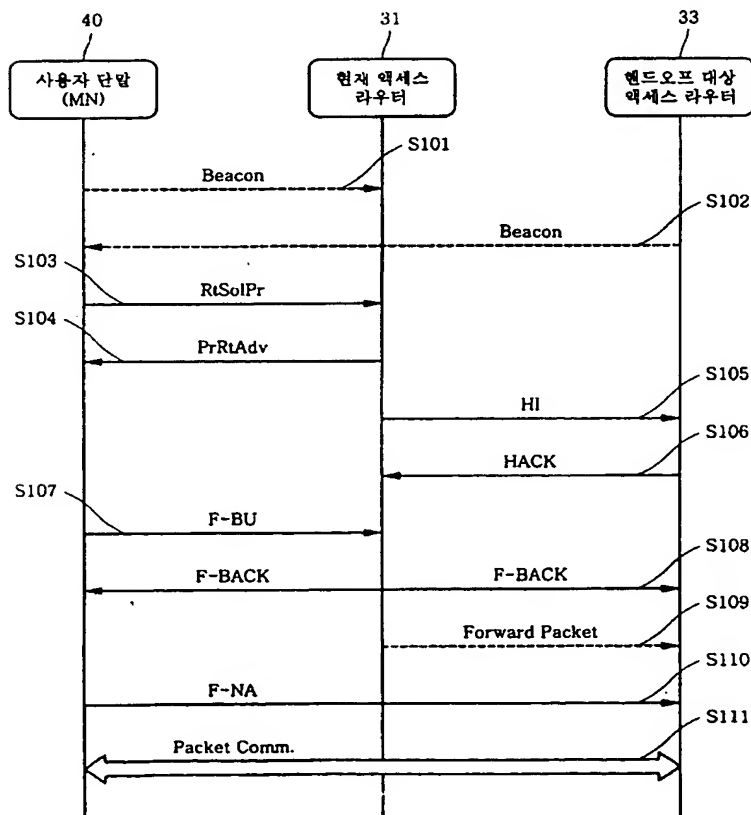 40
31
33
사용자 단말
(MN)
현재 액세스
라우터
핸드오프 대상
액세스 라우터
S101
Beacon
S102
Beacon
S103
RtSolPr
S104
PrRtAdv
S105
HI
S106
HACK
S107
F-BU
S108
F-BACK
F-BACK
S109
Forward Packet
S110
F-NA
S111
Packet Comm.